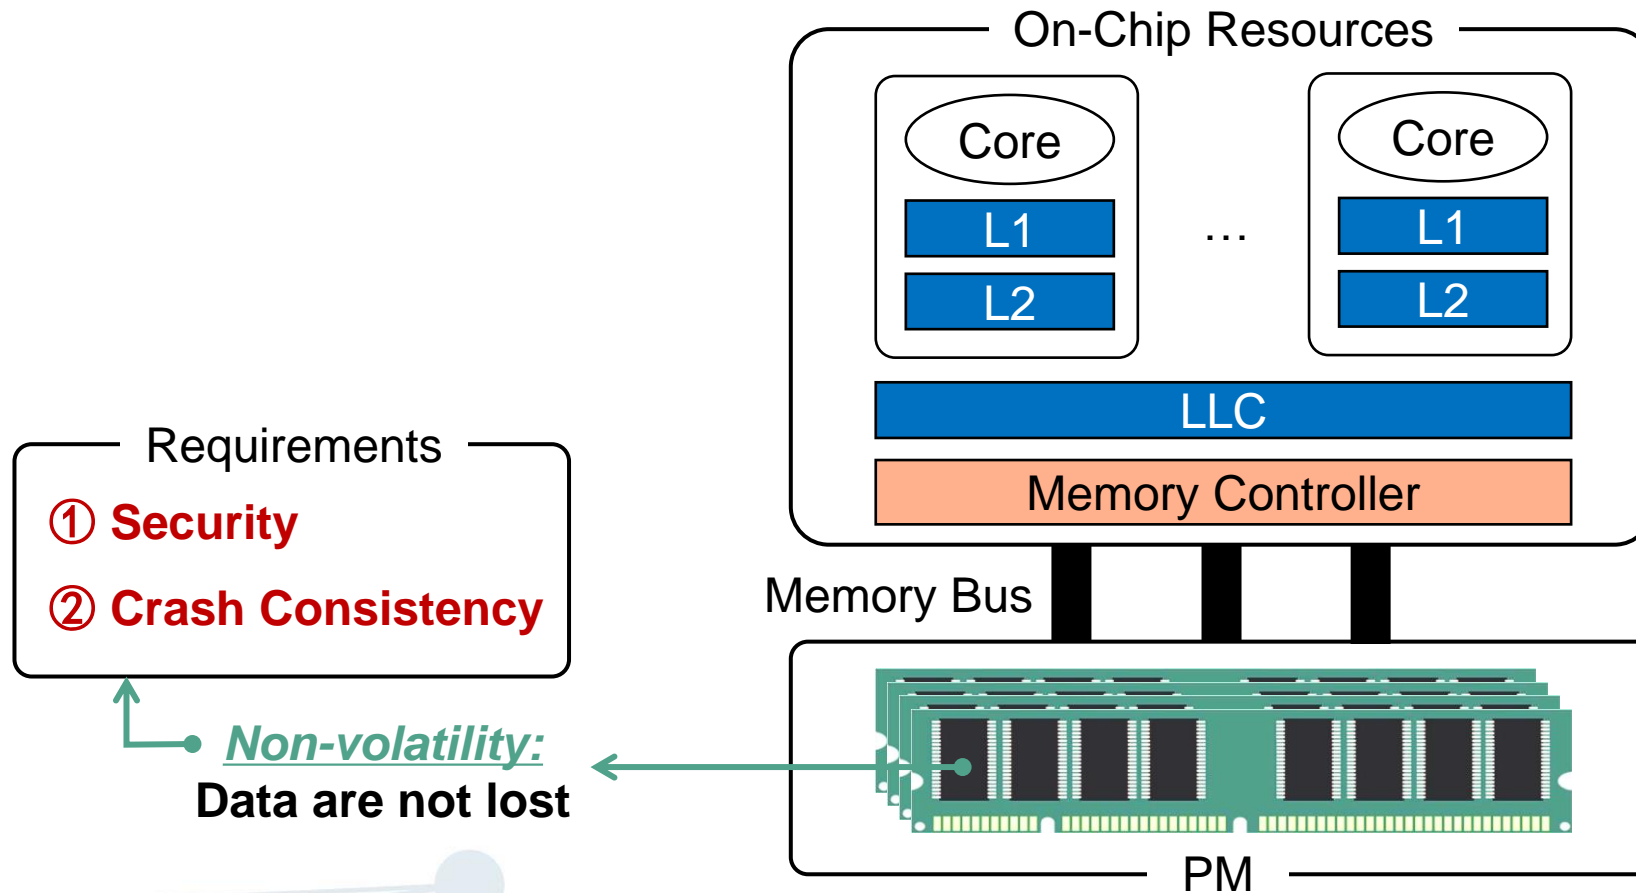 On-Chip Resources
Core
Core
L1
…
L1
L2
L2
LLC
Requirements
Memory Controller
① Security
② Crash Consistency
Memory Bus
Non-volatility:
Data are not lost
PM